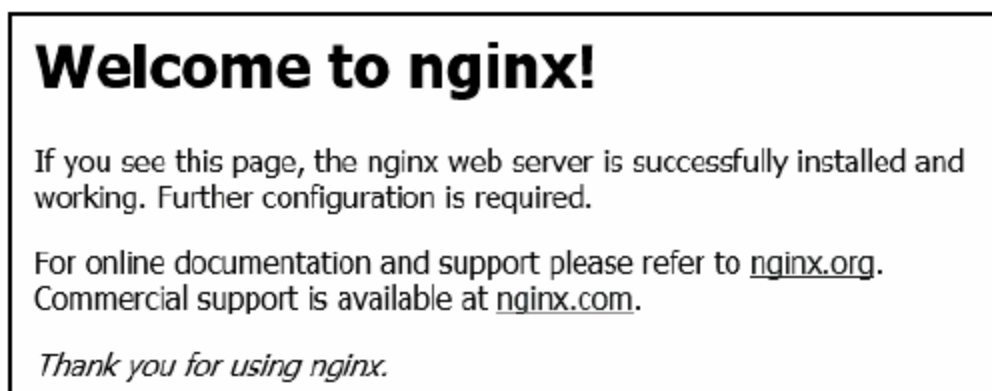 Welcome to nginx!
If you see this page, the nginx web server is successfully installed and
working. Further configuration is required.
For online documentation and support please refer to nginx.org.
Commercial support is available at nginx.com.
Thank you for using nginx.